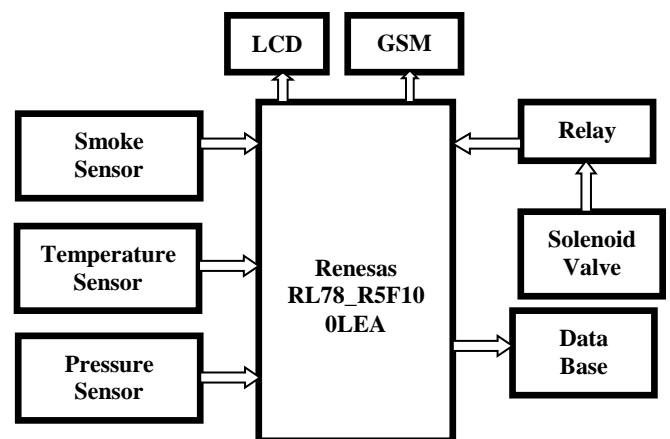 LCD
GSM
Smoke
Sensor
Relay
Temperature
Sensor
Renesas
RL78_R5F10
0LEA
Solenoid
Valve
Pressure
Sensor
Data
Base